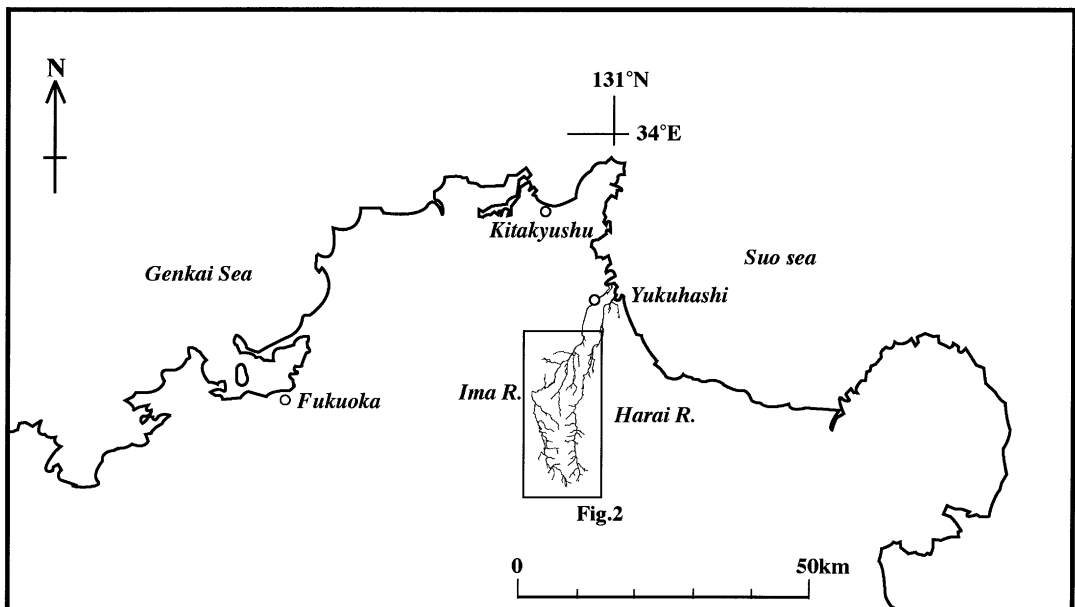 N
131°N
34°E
Kitakyushu
Genkai Sea
Suo sea
Yukuhashi
Ima R.
Fukuoka
Harai R.
Fig.2
0 50km